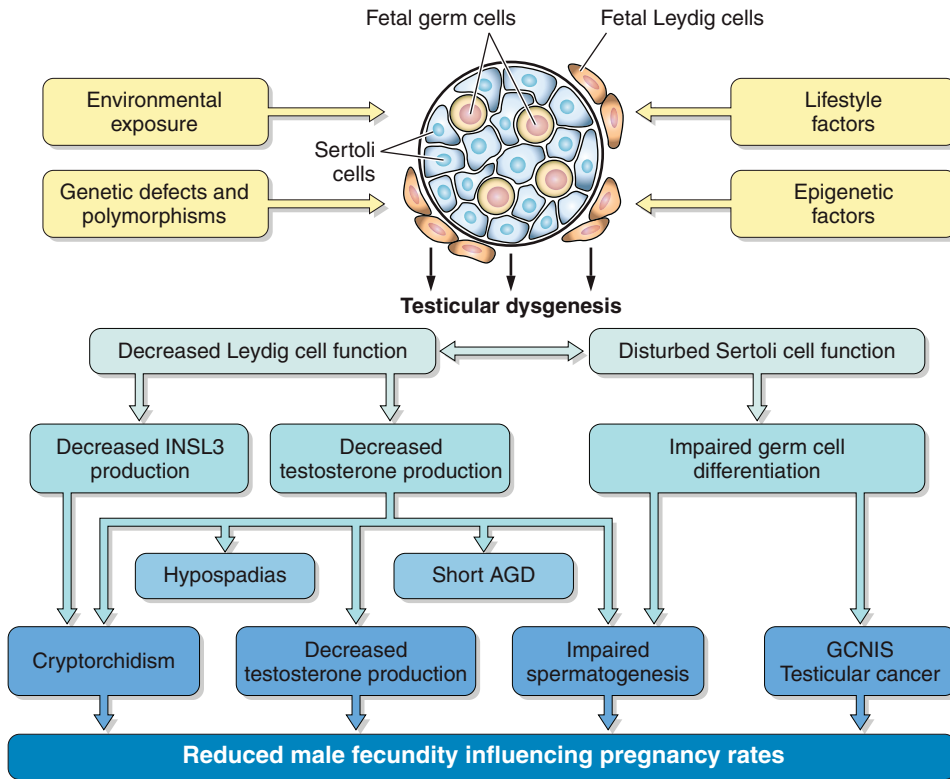 Fetal germ cells
Fetal Leydig cells
Environmental
exposure
Lifestyle
factors
Sertoli
cells
Genetic defects and
polymorphisms
Epigenetic
factors
Testicular dysgenesis
Decreased Leydig cell function
Disturbed Sertoli cell function
Decreased INSL3
production
Decreased
testosterone production
Impaired germ cell
differentiation
Hypospadias
Short AGD
Cryptorchidism
Decreased
testosterone production
Impaired
spermatogenesis
GCNIS
Testicular cancer
Reduced male fecundity influencing pregnancy rates